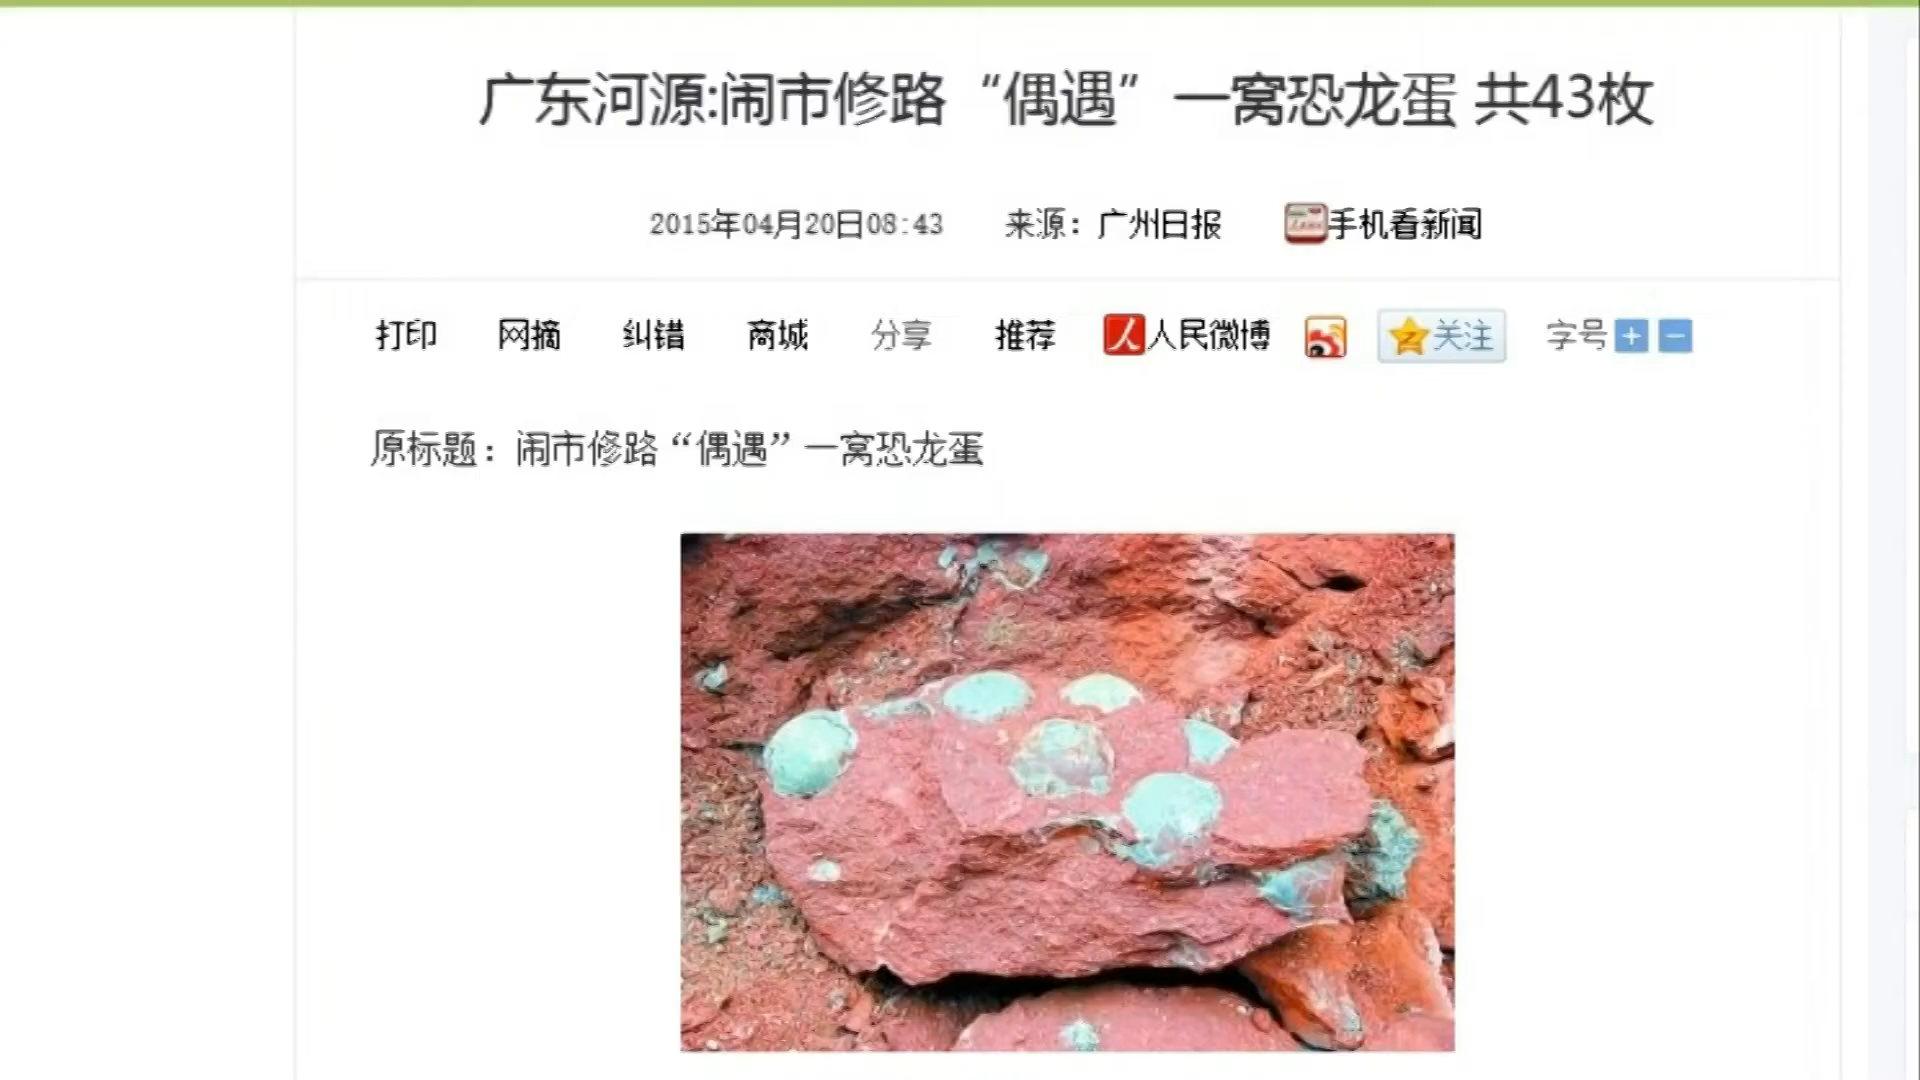 广东河源:闹市修路“偶遇”一窝恐龙蛋 共43枚
2015年04月20日08:43 来源：广州日报 手机看新闻
打印 网摘 纠错 商城 分享 推荐 人 人民微博 关注 字号 + −
原标题：闹市修路“偶遇”一窝恐龙蛋